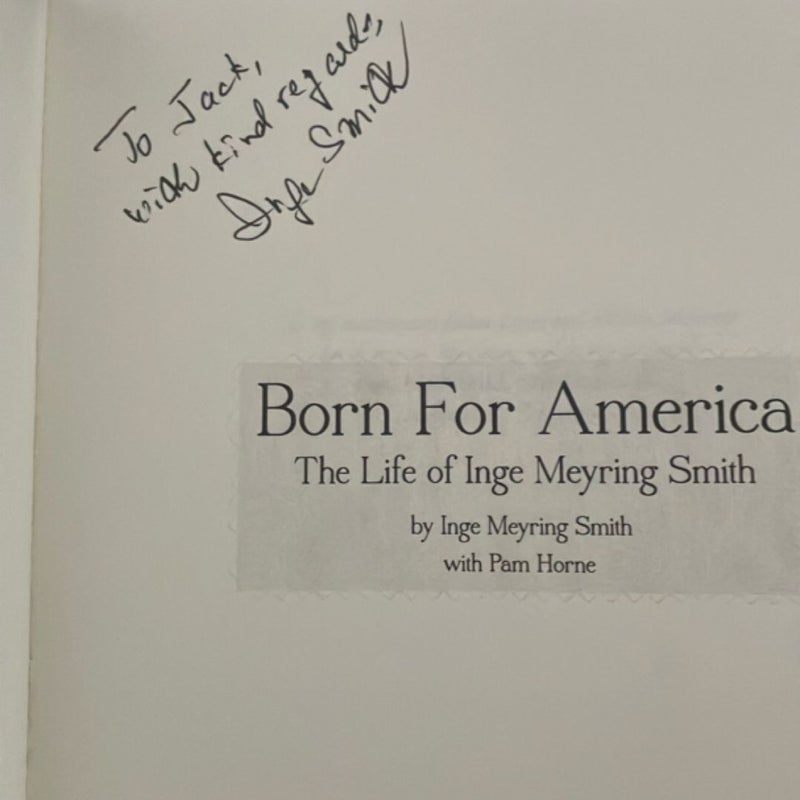 To Jack,
with kind regards,
Inge Smith
Born For America
The Life of Inge Meyring Smith
by Inge Meyring Smith
with Pam Horne